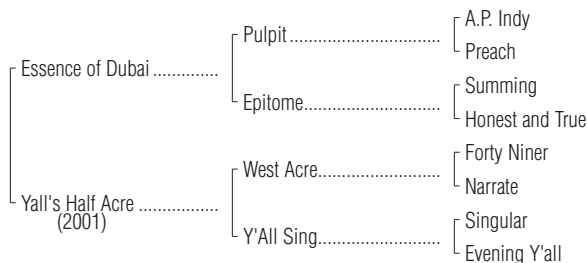 A.P. Indy
Pulpit
Preach
Essence of Dubai
Summing
Epitome
Honest and True
Forty Niner
West Acre
Narrate
Yall's Half Acre
(2001)
Singular
Y'All Sing
Evening Y'all